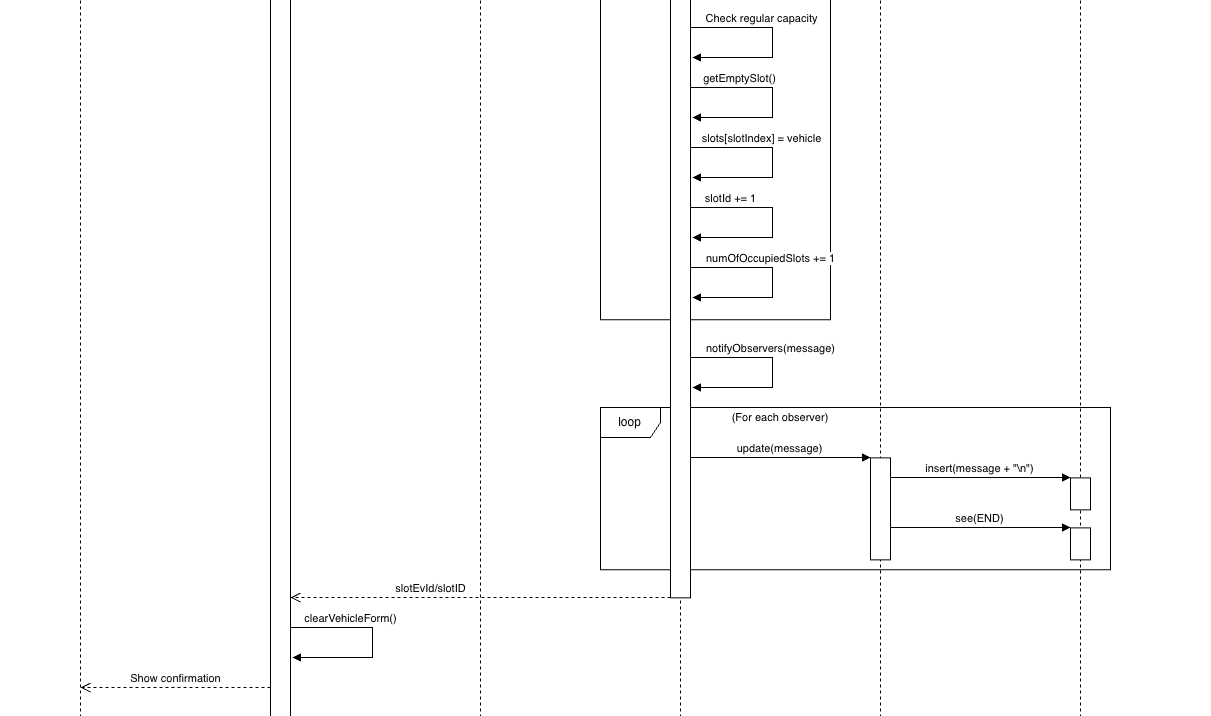 Check regular capacity
getEmptySlot()
slots[slotIndex] = vehicle
slotId += 1
numOfOccupiedSlots += 1
notifyObservers(message)
loop
(For each observer)
update(message)
insert(message + "\n")
see(END)
slotEvId/slotID
clearVehicleForm()
Show confirmation